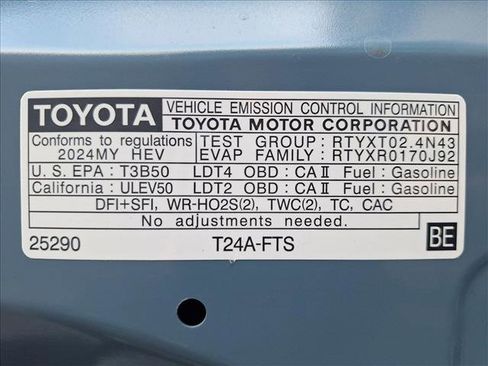 TOYOTA VEHICLE EMISSION CONTROL INFORMATION
TOYOTA MOTOR CORPORATION
Conforms to regulations TEST GROUP: RTYXT02.4N43
2024MY HEV EVAP FAMILY: RTYXR0170J92
U.S. EPA : T3B50 LDT4 OBD : CA II Fuel : Gasoline
California : ULEV50 LDT2 OBD : CA II Fuel : Gasoline
DFI+SFI, WR-HO2S(2), TWC(2), TC, CAC
No adjustments needed.
25290 T24A-FTS BE